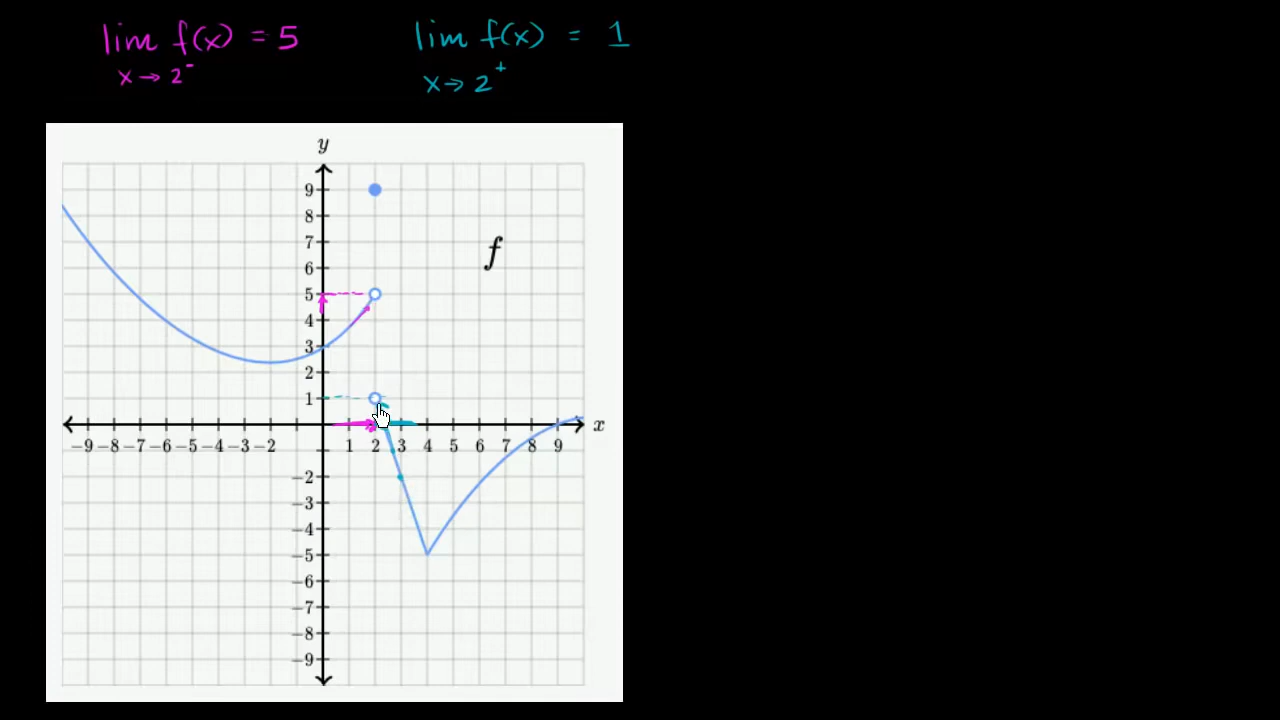 lim f(x) = 5 lim f(x) = 1
x → 2⁻ x → 2⁺
y
9
8
7
f
6
5
4
3
2
1
x
−9 −8 −7 −6 −5 −4 −3 −2 1 2 3 4 5 6 7 8 9
−2
−3
−4
−5
−6
−7
−8
−9